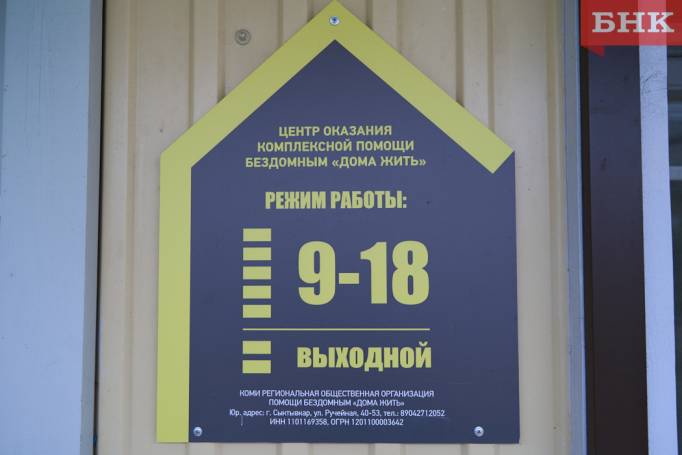 БНК
ЦЕНТР ОКАЗАНИЯ
КОМПЛЕКСНОЙ ПОМОЩИ
БЕЗДОМНЫМ «ДОМА ЖИТЬ»
РЕЖИМ РАБОТЫ:
9-18
ВЫХОДНОЙ
КОМИ РЕГИОНАЛЬНАЯ ОБЩЕСТВЕННАЯ ОРГАНИЗАЦИЯ
ПОМОЩИ БЕЗДОМНЫМ «ДОМА ЖИТЬ»
Юр. адрес: г. Сыктывкар, ул. Ручейная, 40-53, тел.: 89042712052
ИНН 1101169358, ОГРН 1201100003642